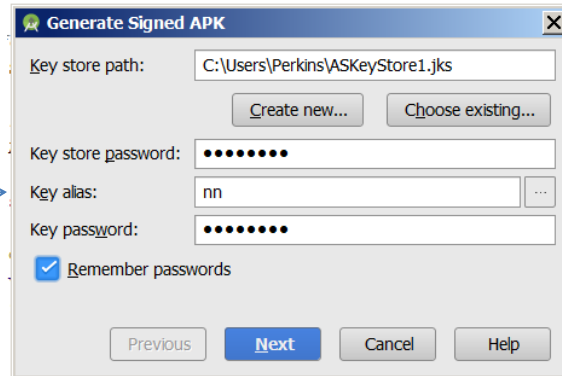 Generate Signed APK
Key store path: C:\Users\Perkins\ASKeyStore1.jks
Create new... Choose existing...
Key store password: ●●●●●●●●
Key alias: nn ...
Key password: ●●●●●●●●
Remember passwords
Previous Next Cancel Help